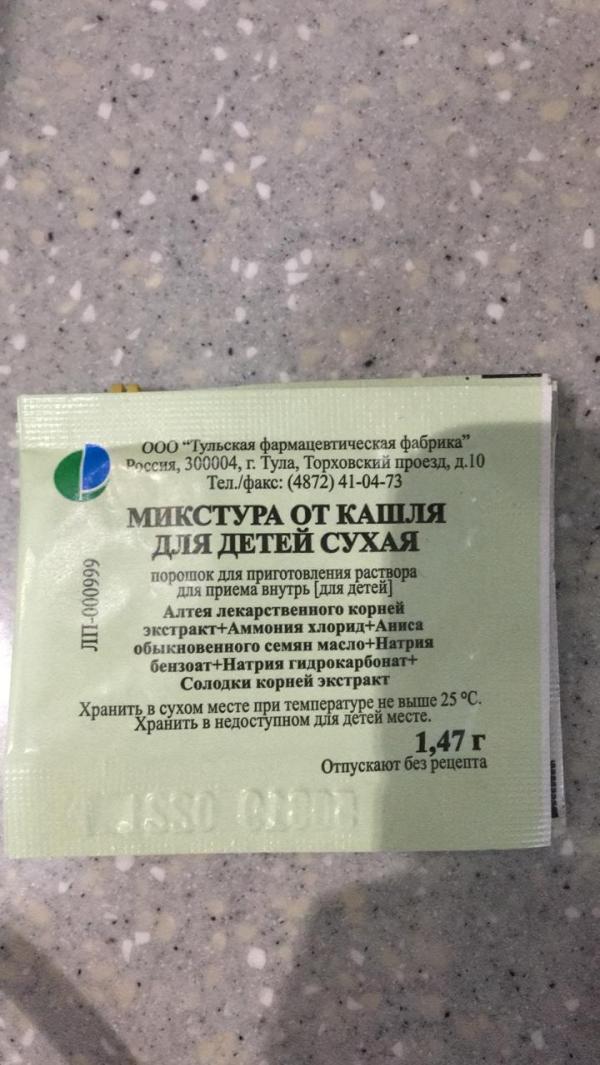 ООО “Тульская фармацевтическая фабрика”
Россия, 300004, г. Тула, Торховский проезд, д.10
Тел./факс: (4872) 41-04-73
МИКСТУРА ОТ КАШЛЯ
ДЛЯ ДЕТЕЙ СУХАЯ
порошок для приготовления раствора
для приема внутрь [для детей]
ЛП-000999
Алтея лекарственного корней
экстракт+Аммония хлорид+Аниса
обыкновенного семян масло+Натрия
бензоат+Натрия гидрокарбонат+
Солодки корней экстракт
Хранить в сухом месте при температуре не выше 25 °С.
Хранить в недоступном для детей месте.
1,47 г
Отпускают без рецепта